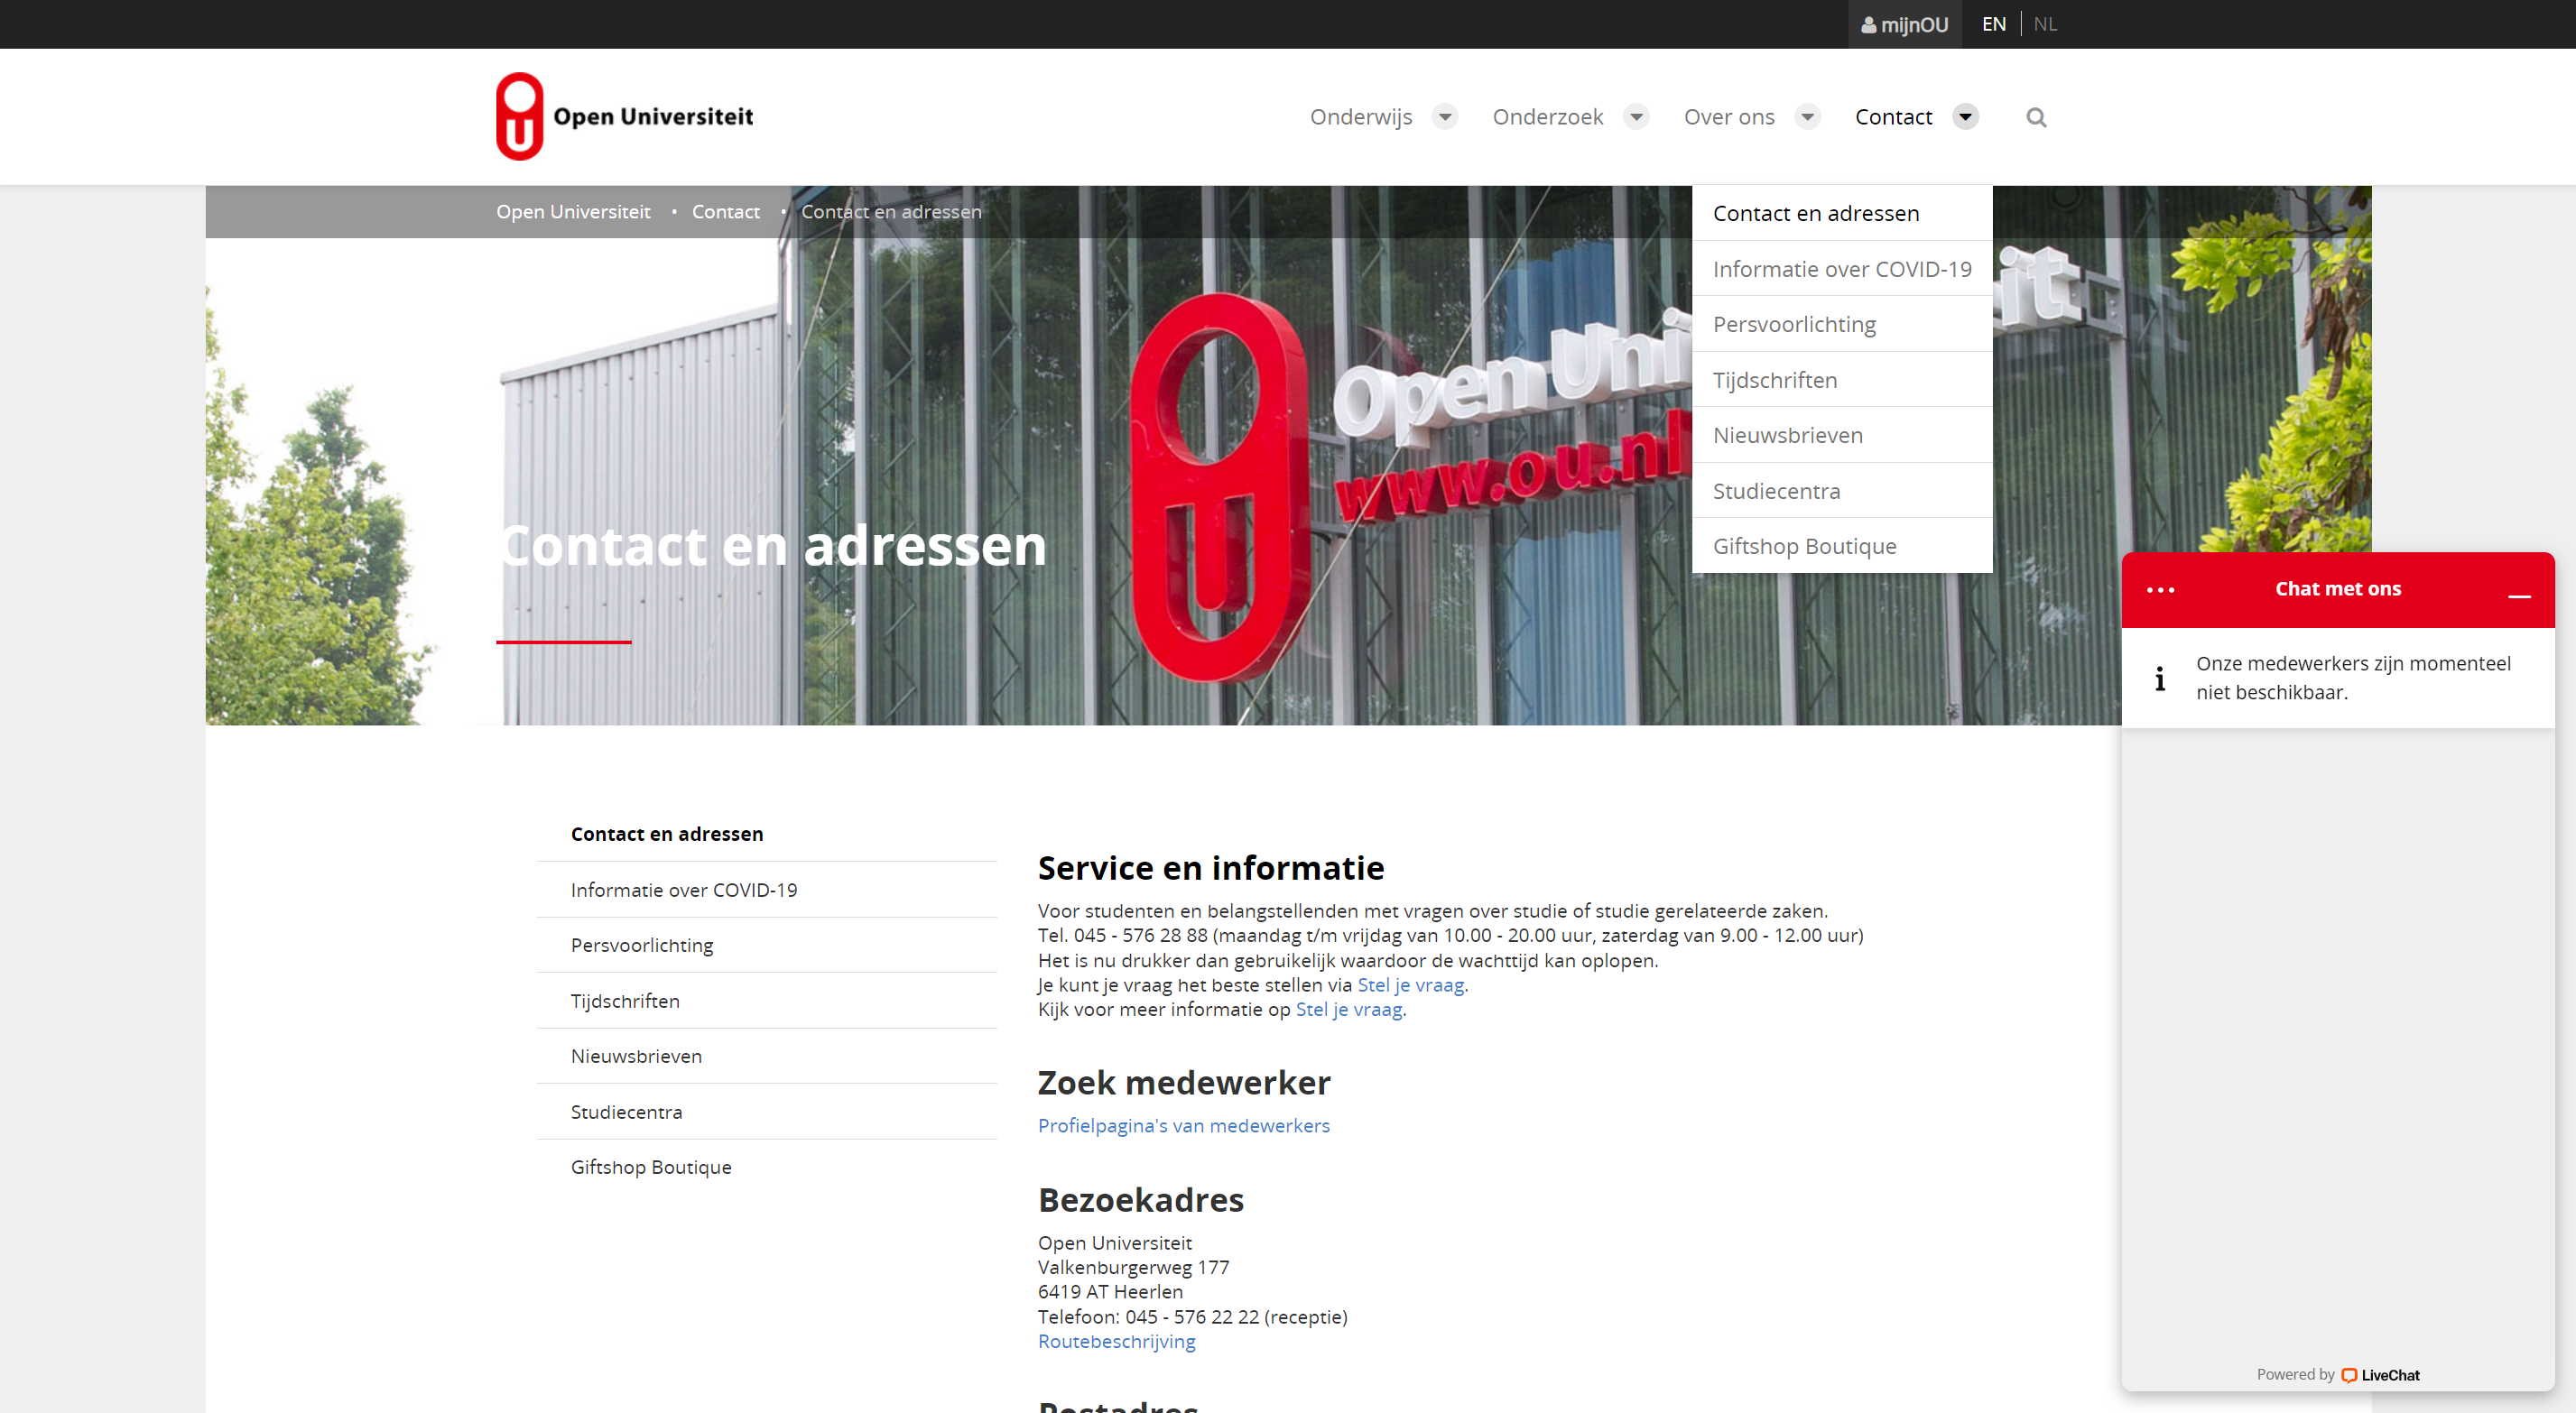 mijnOU EN NL
Open Universiteit
Onderwijs Onderzoek Over ons Contact
Open Universiteit • Contact • Contact en adressen
Contact en adressen
Informatie over COVID-19
Persvoorlichting
Tijdschriften
Nieuwsbrieven
Studiecentra
Giftshop Boutique
Open Uni it
www.ou.nl
Contact en adressen
Chat met ons
Onze medewerkers zijn momenteel
niet beschikbaar.
Powered by LiveChat
Contact en adressen
Informatie over COVID-19
Persvoorlichting
Tijdschriften
Nieuwsbrieven
Studiecentra
Giftshop Boutique
Service en informatie
Voor studenten en belangstellenden met vragen over studie of studie gerelateerde zaken.
Tel. 045 - 576 28 88 (maandag t/m vrijdag van 10.00 - 20.00 uur, zaterdag van 9.00 - 12.00 uur)
Het is nu drukker dan gebruikelijk waardoor de wachttijd kan oplopen.
Je kunt je vraag het beste stellen via Stel je vraag.
Kijk voor meer informatie op Stel je vraag.
Zoek medewerker
Profielpagina's van medewerkers
Bezoekadres
Open Universiteit
Valkenburgerweg 177
6419 AT Heerlen
Telefoon: 045 - 576 22 22 (receptie)
Routebeschrijving
Postadres